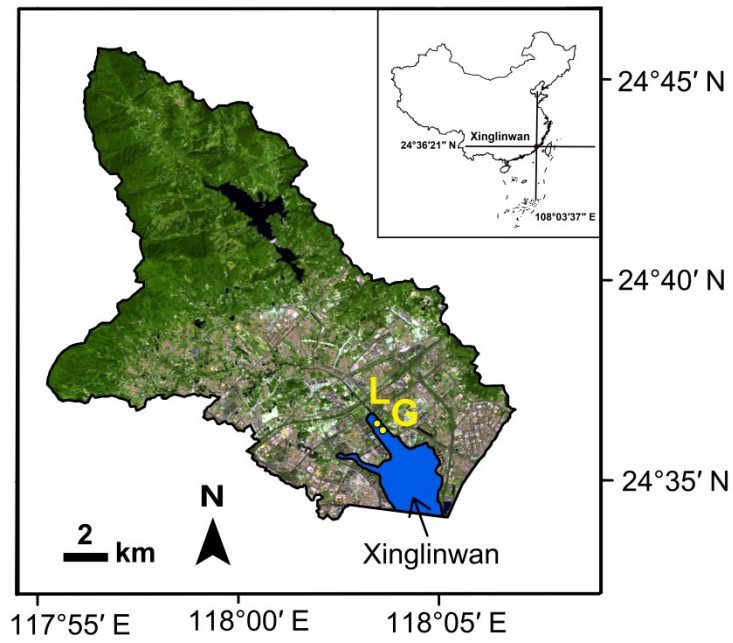 24°45′ N
Xinglinwan
24°36′21″ N
108°03′37″ E
24°40′ N
L
G
24°35′ N
N
2
km
Xinglinwan
117°55′ E
118°00′ E
118°05′ E